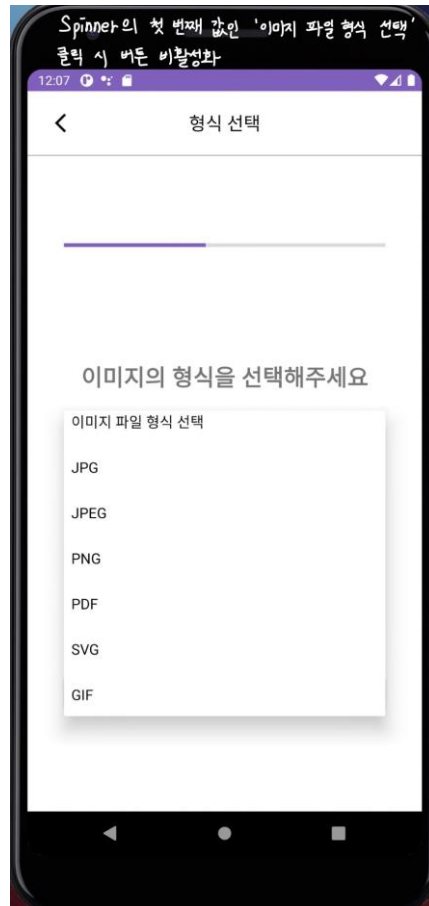 Spinner의 첫 번째 값인 '이미지 파일 형식 선택'
클릭 시 버튼 비활성화
12:07
형식 선택
이미지의 형식을 선택해주세요
이미지 파일 형식 선택
JPG
JPEG
PNG
PDF
SVG
GIF